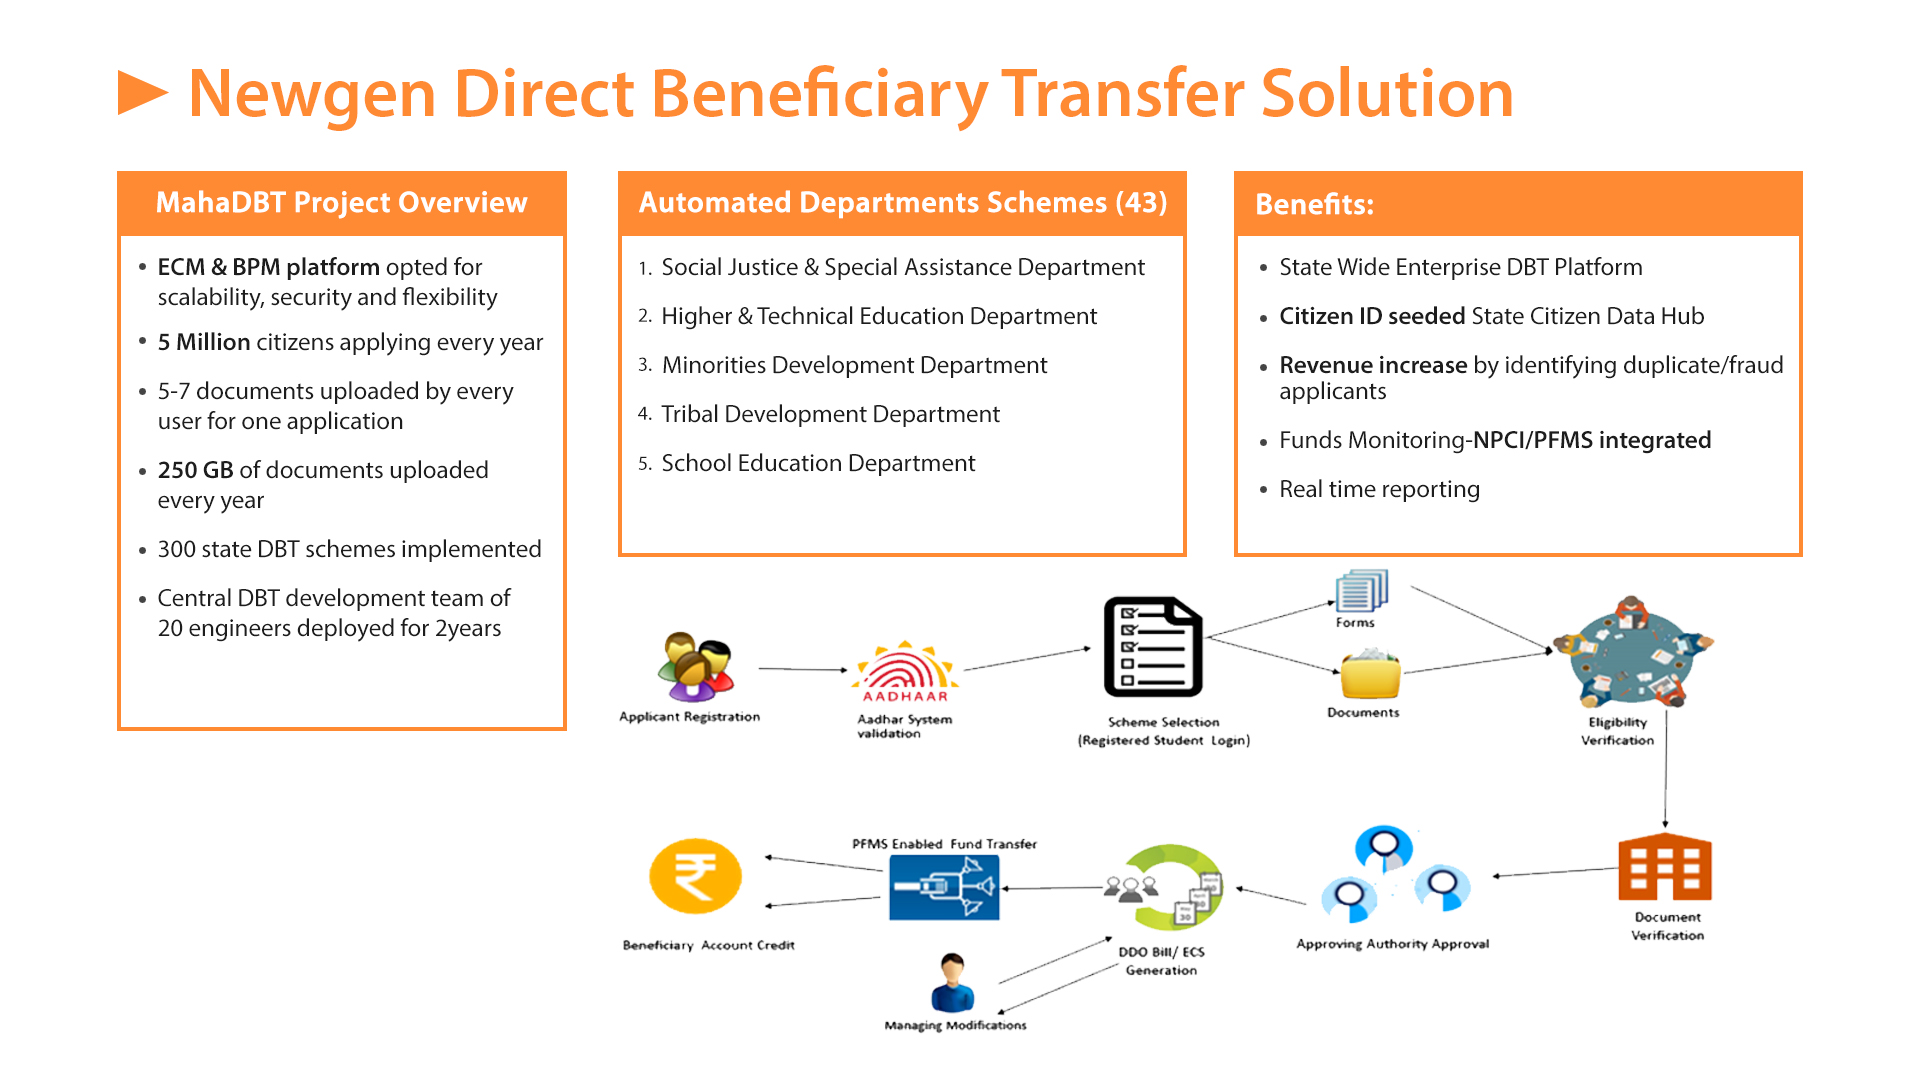 Newgen Direct Beneficiary Transfer Solution
MahaDBT Project Overview
• ECM & BPM platform opted for
scalability, security and flexibility
• 5 Million citizens applying every year
• 5-7 documents uploaded by every
user for one application
• 250 GB of documents uploaded
every year
• 300 state DBT schemes implemented
• Central DBT development team of
20 engineers deployed for 2years
Automated Departments Schemes (43)
1. Social Justice & Special Assistance Department
2. Higher & Technical Education Department
3. Minorities Development Department
4. Tribal Development Department
5. School Education Department
Benefits:
• State Wide Enterprise DBT Platform
• Citizen ID seeded State Citizen Data Hub
• Revenue increase by identifying duplicate/fraud
applicants
• Funds Monitoring-NPCI/PFMS integrated
• Real time reporting
Applicant Registration
AADHAAR
Aadhar System
validation
Scheme Selection
(Registered Student Login)
Forms
Documents
Eligibility
Verification
Document
Verification
Approving Authority Approval
30
DDO Bill/ ECS
Generation
Managing Modifications
PFMS Enabled Fund Transfer
₹
Beneficiary Account Credit